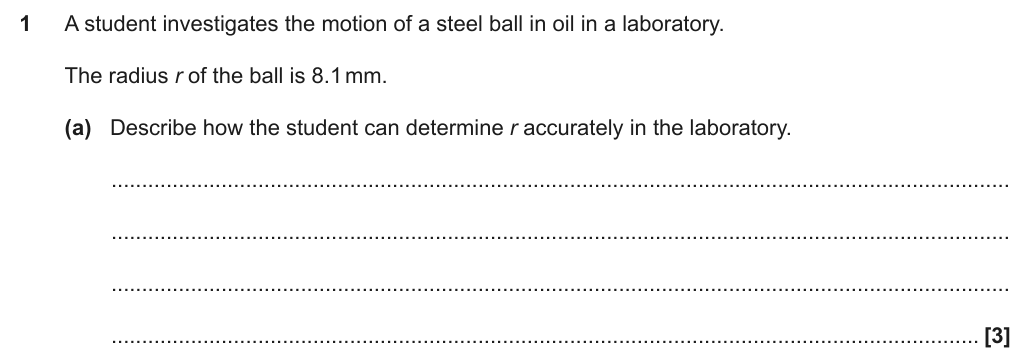 1 A student investigates the motion of a steel ball in oil in a laboratory.
The radius r of the ball is 8.1 mm.
(a) Describe how the student can determine r accurately in the laboratory.
..........................................................................................................................................................
..........................................................................................................................................................
..........................................................................................................................................................
.................................................................................................................................................... [3]